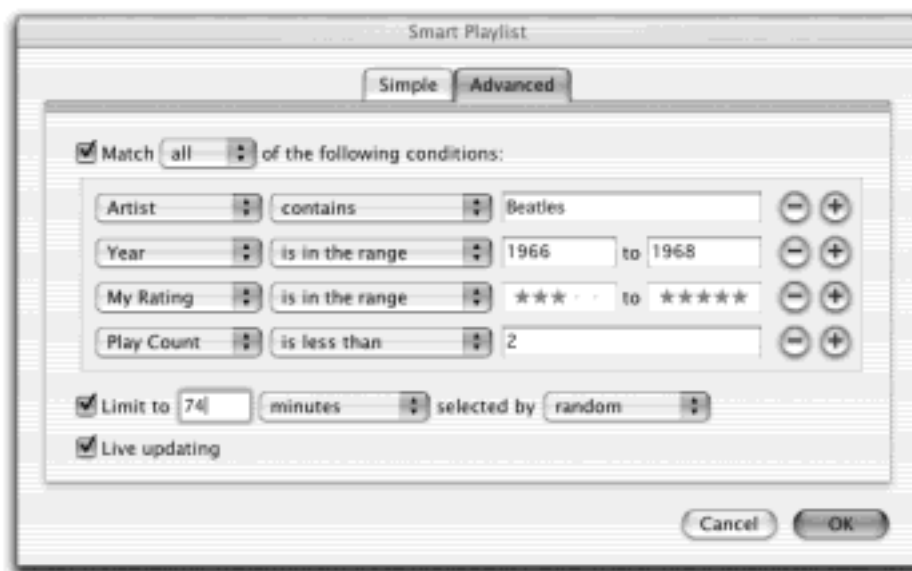 Smart Playlist
Simple Advanced
Match all of the following conditions:
Artist contains Beatles
Year is in the range 1966 to 1968
My Rating is in the range ★★★·· to ★★★★★
Play Count is less than 2
Limit to 74 minutes selected by random
Live updating
Cancel OK